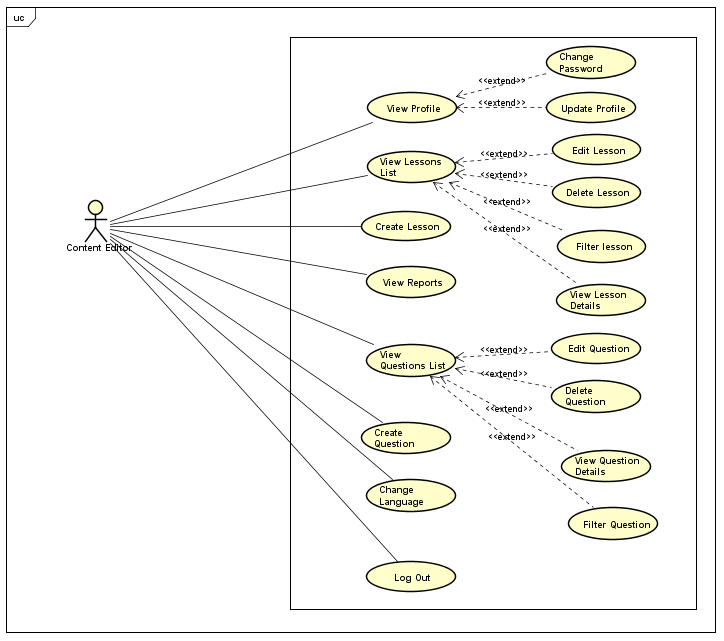 uc
Change
Password
<<extend>>
View Profile
<<extend>>
Update Profile
View Lessons
List
<<extend>>
Edit Lesson
<<extend>>
Delete Lesson
<<extend>>
Content Editor
Create Lesson
<<extend>>
Filter lesson
View Reports
View Lesson
Details
View
Questions List
<<extend>>
Edit Question
<<extend>>
Delete
Question
<<extend>>
Create
Question
<<extend>>
View Question
Details
Change
Language
Filter Question
Log Out